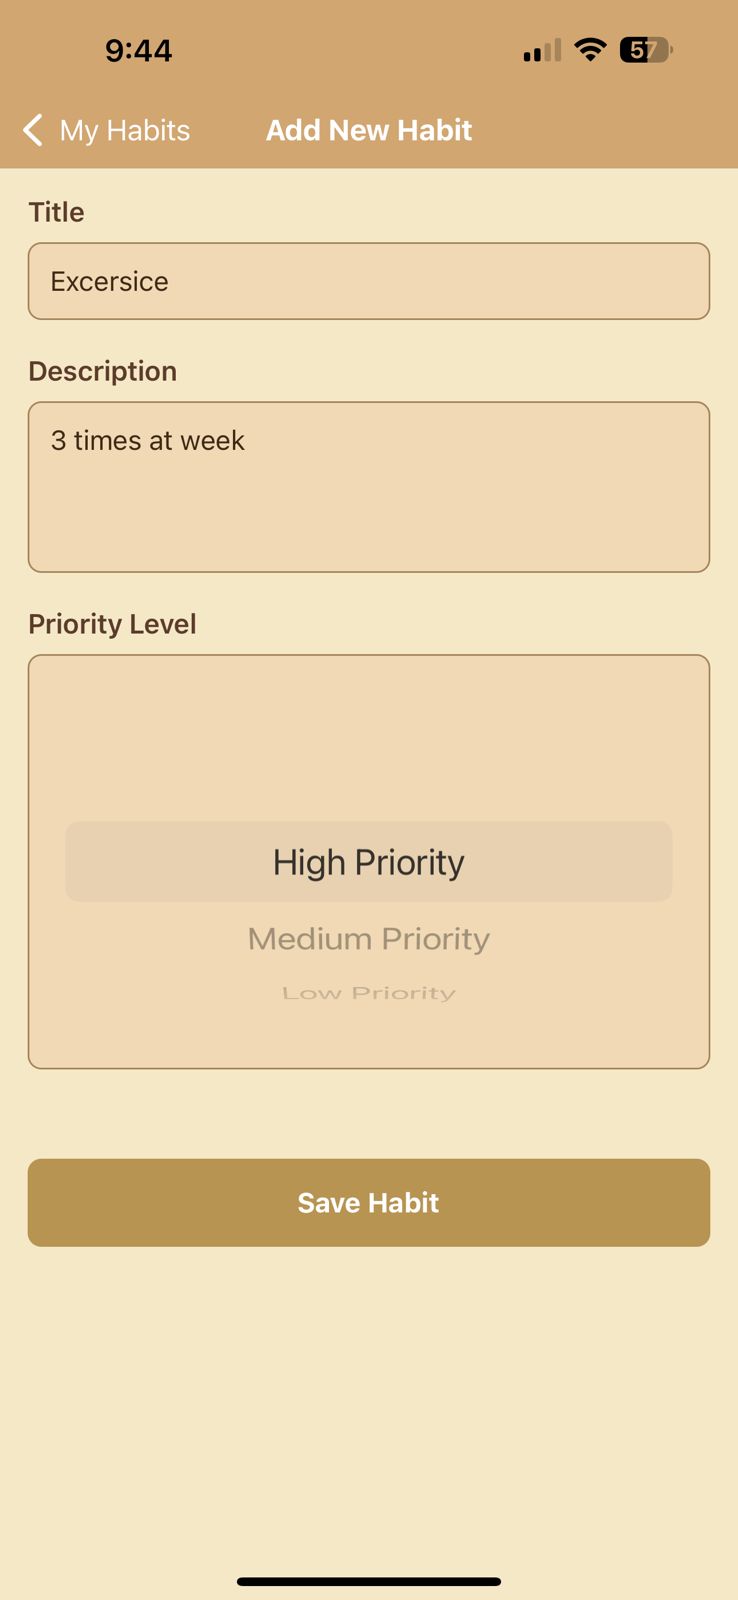 9:44
57
My Habits
Add New Habit
Title
Excersice
Description
3 times at week
Priority Level
High Priority
Medium Priority
Low Priority
Save Habit